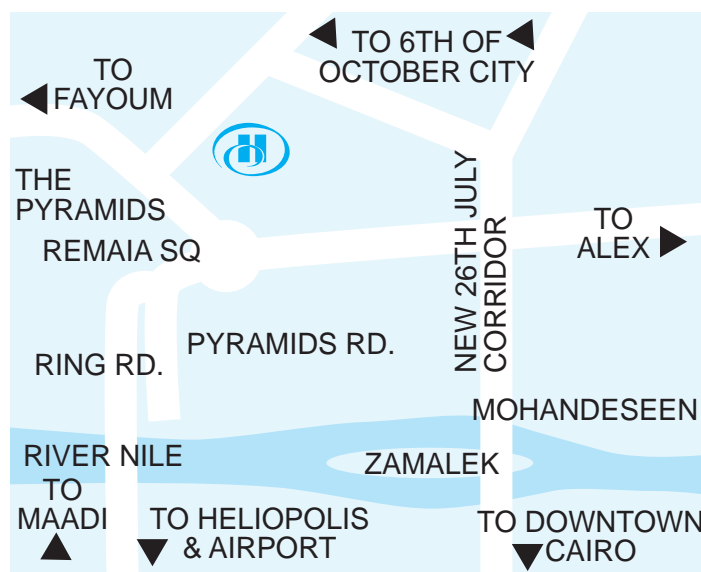 TO 6TH OF
OCTOBER CITY
TO
FAYOUM
THE
PYRAMIDS
REMAIA SQ
NEW 26TH JULY
CORRIDOR
TO
ALEX
PYRAMIDS RD.
RING RD.
MOHANDESEEN
RIVER NILE
ZAMALEK
TO
MAADI
TO HELIOPOLIS
& AIRPORT
TO DOWNTOWN
CAIRO
H